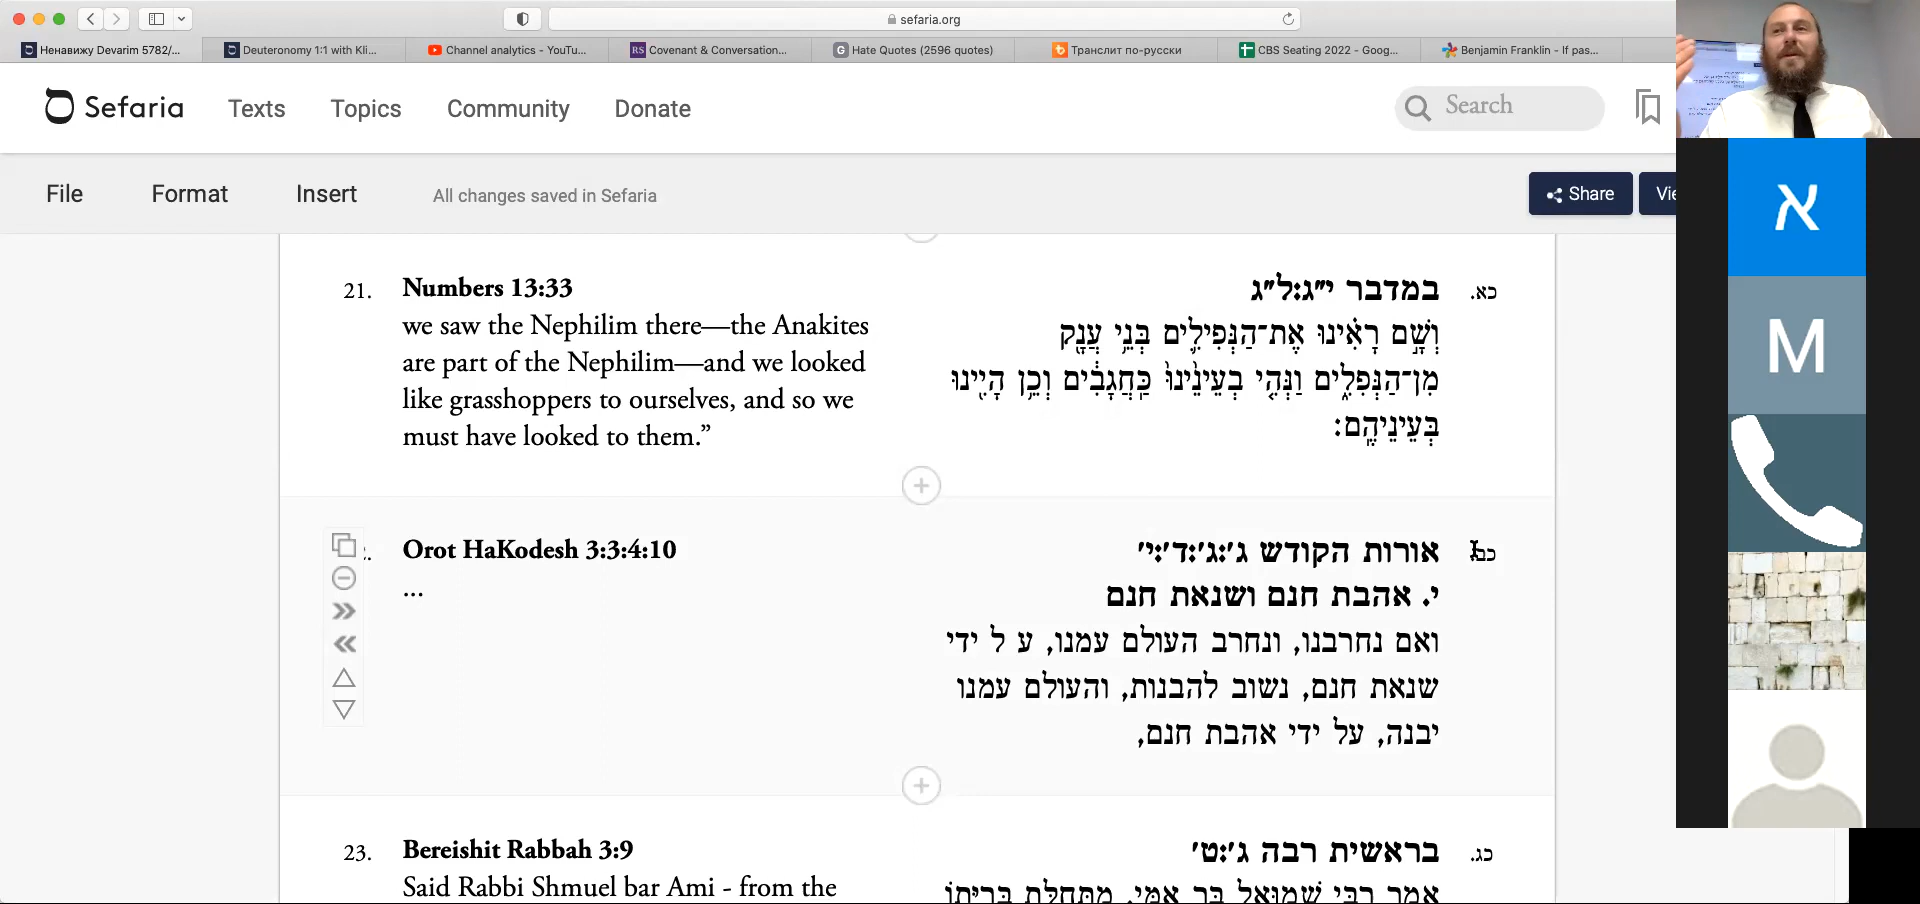 sefaria.org
Ненавижу Devarim 5782/...
Deuteronomy 1:1 with Kli...
Channel analytics - YouTu...
RS Covenant & Conversation...
G Hate Quotes (2596 quotes)
Транслит по-русски
CBS Seating 2022 - Goog...
Benjamin Franklin - If pas...
Sefaria Texts Topics Community Donate
Search
File Format Insert All changes saved in Sefaria
Share
Vie
א
M
21. Numbers 13:33
we saw the Nephilim there—the Anakites
are part of the Nephilim—and we looked
like grasshoppers to ourselves, and so we
must have looked to them.”
כא. במדבר י״ג:ל״ג
וְשָׁ֣ם רָאִ֗ינוּ אֶת־הַנְּפִילִ֛ים בְּנֵ֥י עֲנָ֖ק
מִן־הַנְּפִלִ֑ים וַנְּהִ֤י בְעֵינֵ֙ינוּ֙ כַּֽחֲגָבִ֔ים וְכֵ֥ן הָיִ֖ינוּ
בְּעֵינֵיהֶֽם׃
Orot HaKodesh 3:3:4:10
...
אורות הקודש ג׳:ג׳:ד׳:י׳
י. אהבת חנם ושנאת חנם
ואם נחרבנו, ונחרב העולם עמנו, ע ל ידי
שנאת חנם, נשוב להבנות, והעולם עמנו
יבנה, על ידי אהבת חנם,
23. Bereishit Rabbah 3:9
Said Rabbi Shmuel bar Ami - from the
כג. בראשית רבה ג׳:ט׳
אָמַר רַבִּי שְׁמוּאֵל בַּר אַמֵּי, מִתְּחִלַּת בְּרִיָּתוֹ